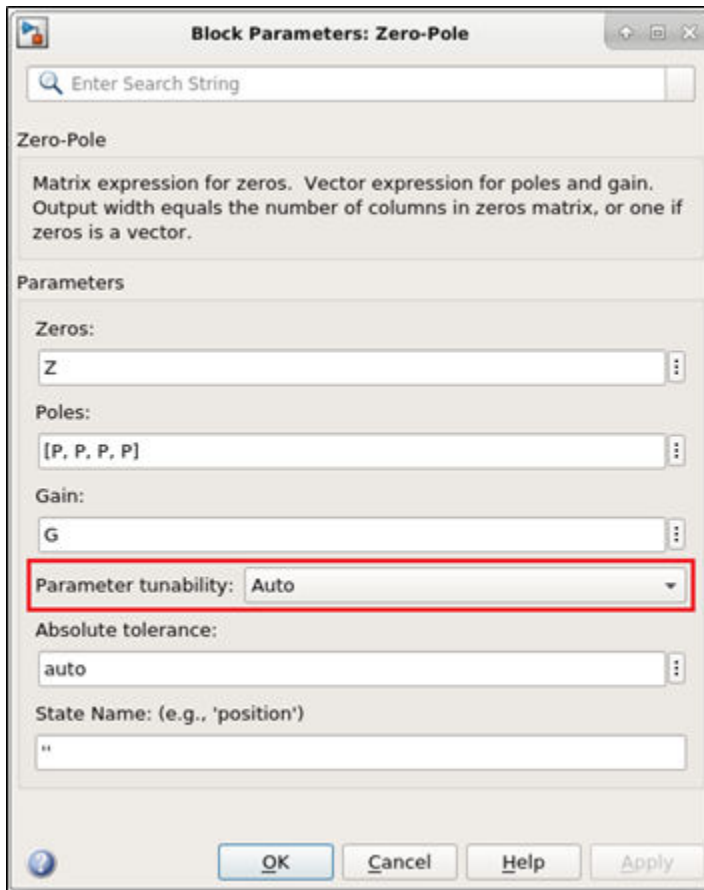 Block Parameters: Zero-Pole
Enter Search String
Zero-Pole
Matrix expression for zeros.  Vector expression for poles and gain.
Output width equals the number of columns in zeros matrix, or one if
zeros is a vector.
Parameters
Zeros:
Z
Poles:
[P, P, P, P]
Gain:
G
Parameter tunability: Auto
Absolute tolerance:
auto
State Name: (e.g., 'position')
''
OK Cancel Help Apply